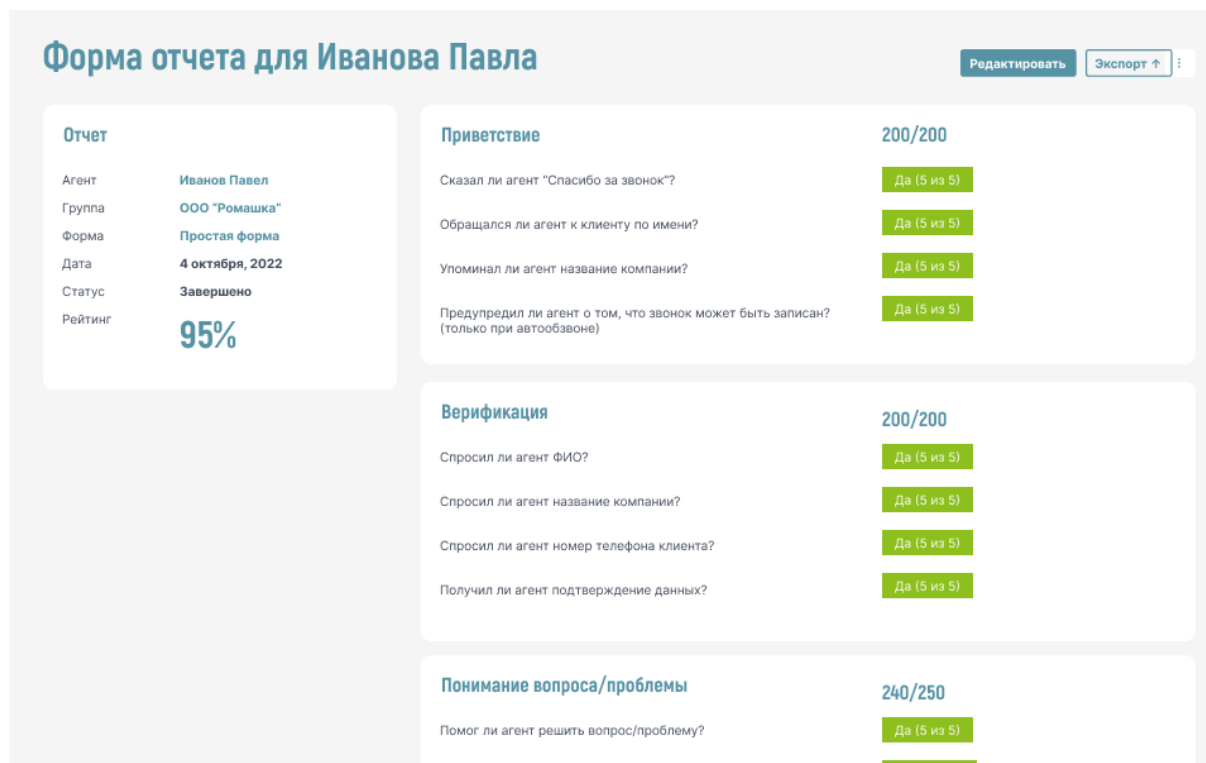 Форма отчета для Иванова Павла
Редактировать
Экспорт ↑
Отчет
Агент Иванов Павел
Группа ООО "Ромашка"
Форма Простая форма
Дата 4 октября, 2022
Статус Завершено
Рейтинг 95%
Приветствие 200/200
Сказал ли агент "Спасибо за звонок"? Да (5 из 5)
Обращался ли агент к клиенту по имени? Да (5 из 5)
Упоминал ли агент название компании? Да (5 из 5)
Предупредил ли агент о том, что звонок может быть записан? Да (5 из 5)
(только при автообзвоне)
Верификация 200/200
Спросил ли агент ФИО? Да (5 из 5)
Спросил ли агент название компании? Да (5 из 5)
Спросил ли агент номер телефона клиента? Да (5 из 5)
Получил ли агент подтверждение данных? Да (5 из 5)
Понимание вопроса/проблемы 240/250
Помог ли агент решить вопрос/проблему? Да (5 из 5)